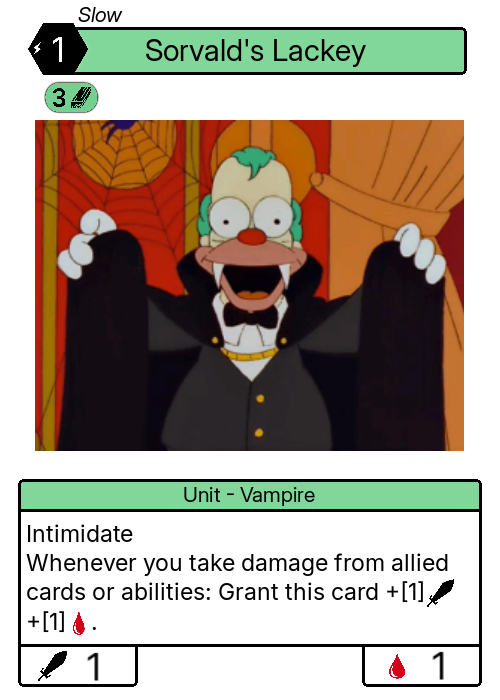 Slow
1
Sorvald's Lackey
3
Unit - Vampire
Intimidate
Whenever you take damage from allied
cards or abilities: Grant this card +[1]
+[1] .
1
1